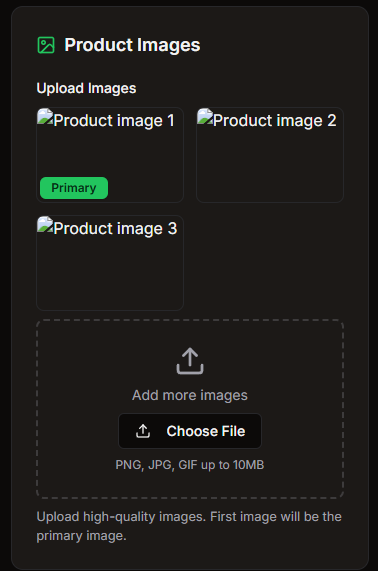 Product Images
Upload Images
Product image 1
Product image 2
Primary
Product image 3
Add more images
Choose File
PNG, JPG, GIF up to 10MB
Upload high-quality images. First image will be the
primary image.